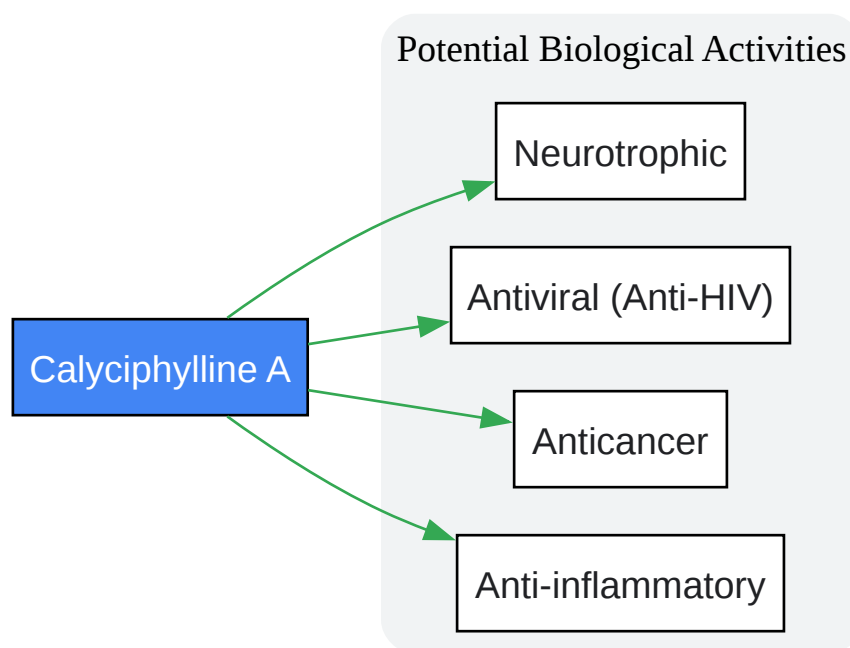 Potential Biological Activities
Neurotrophic
Antiviral (Anti-HIV)
Calyciphylline A
Anticancer
Anti-inflammatory